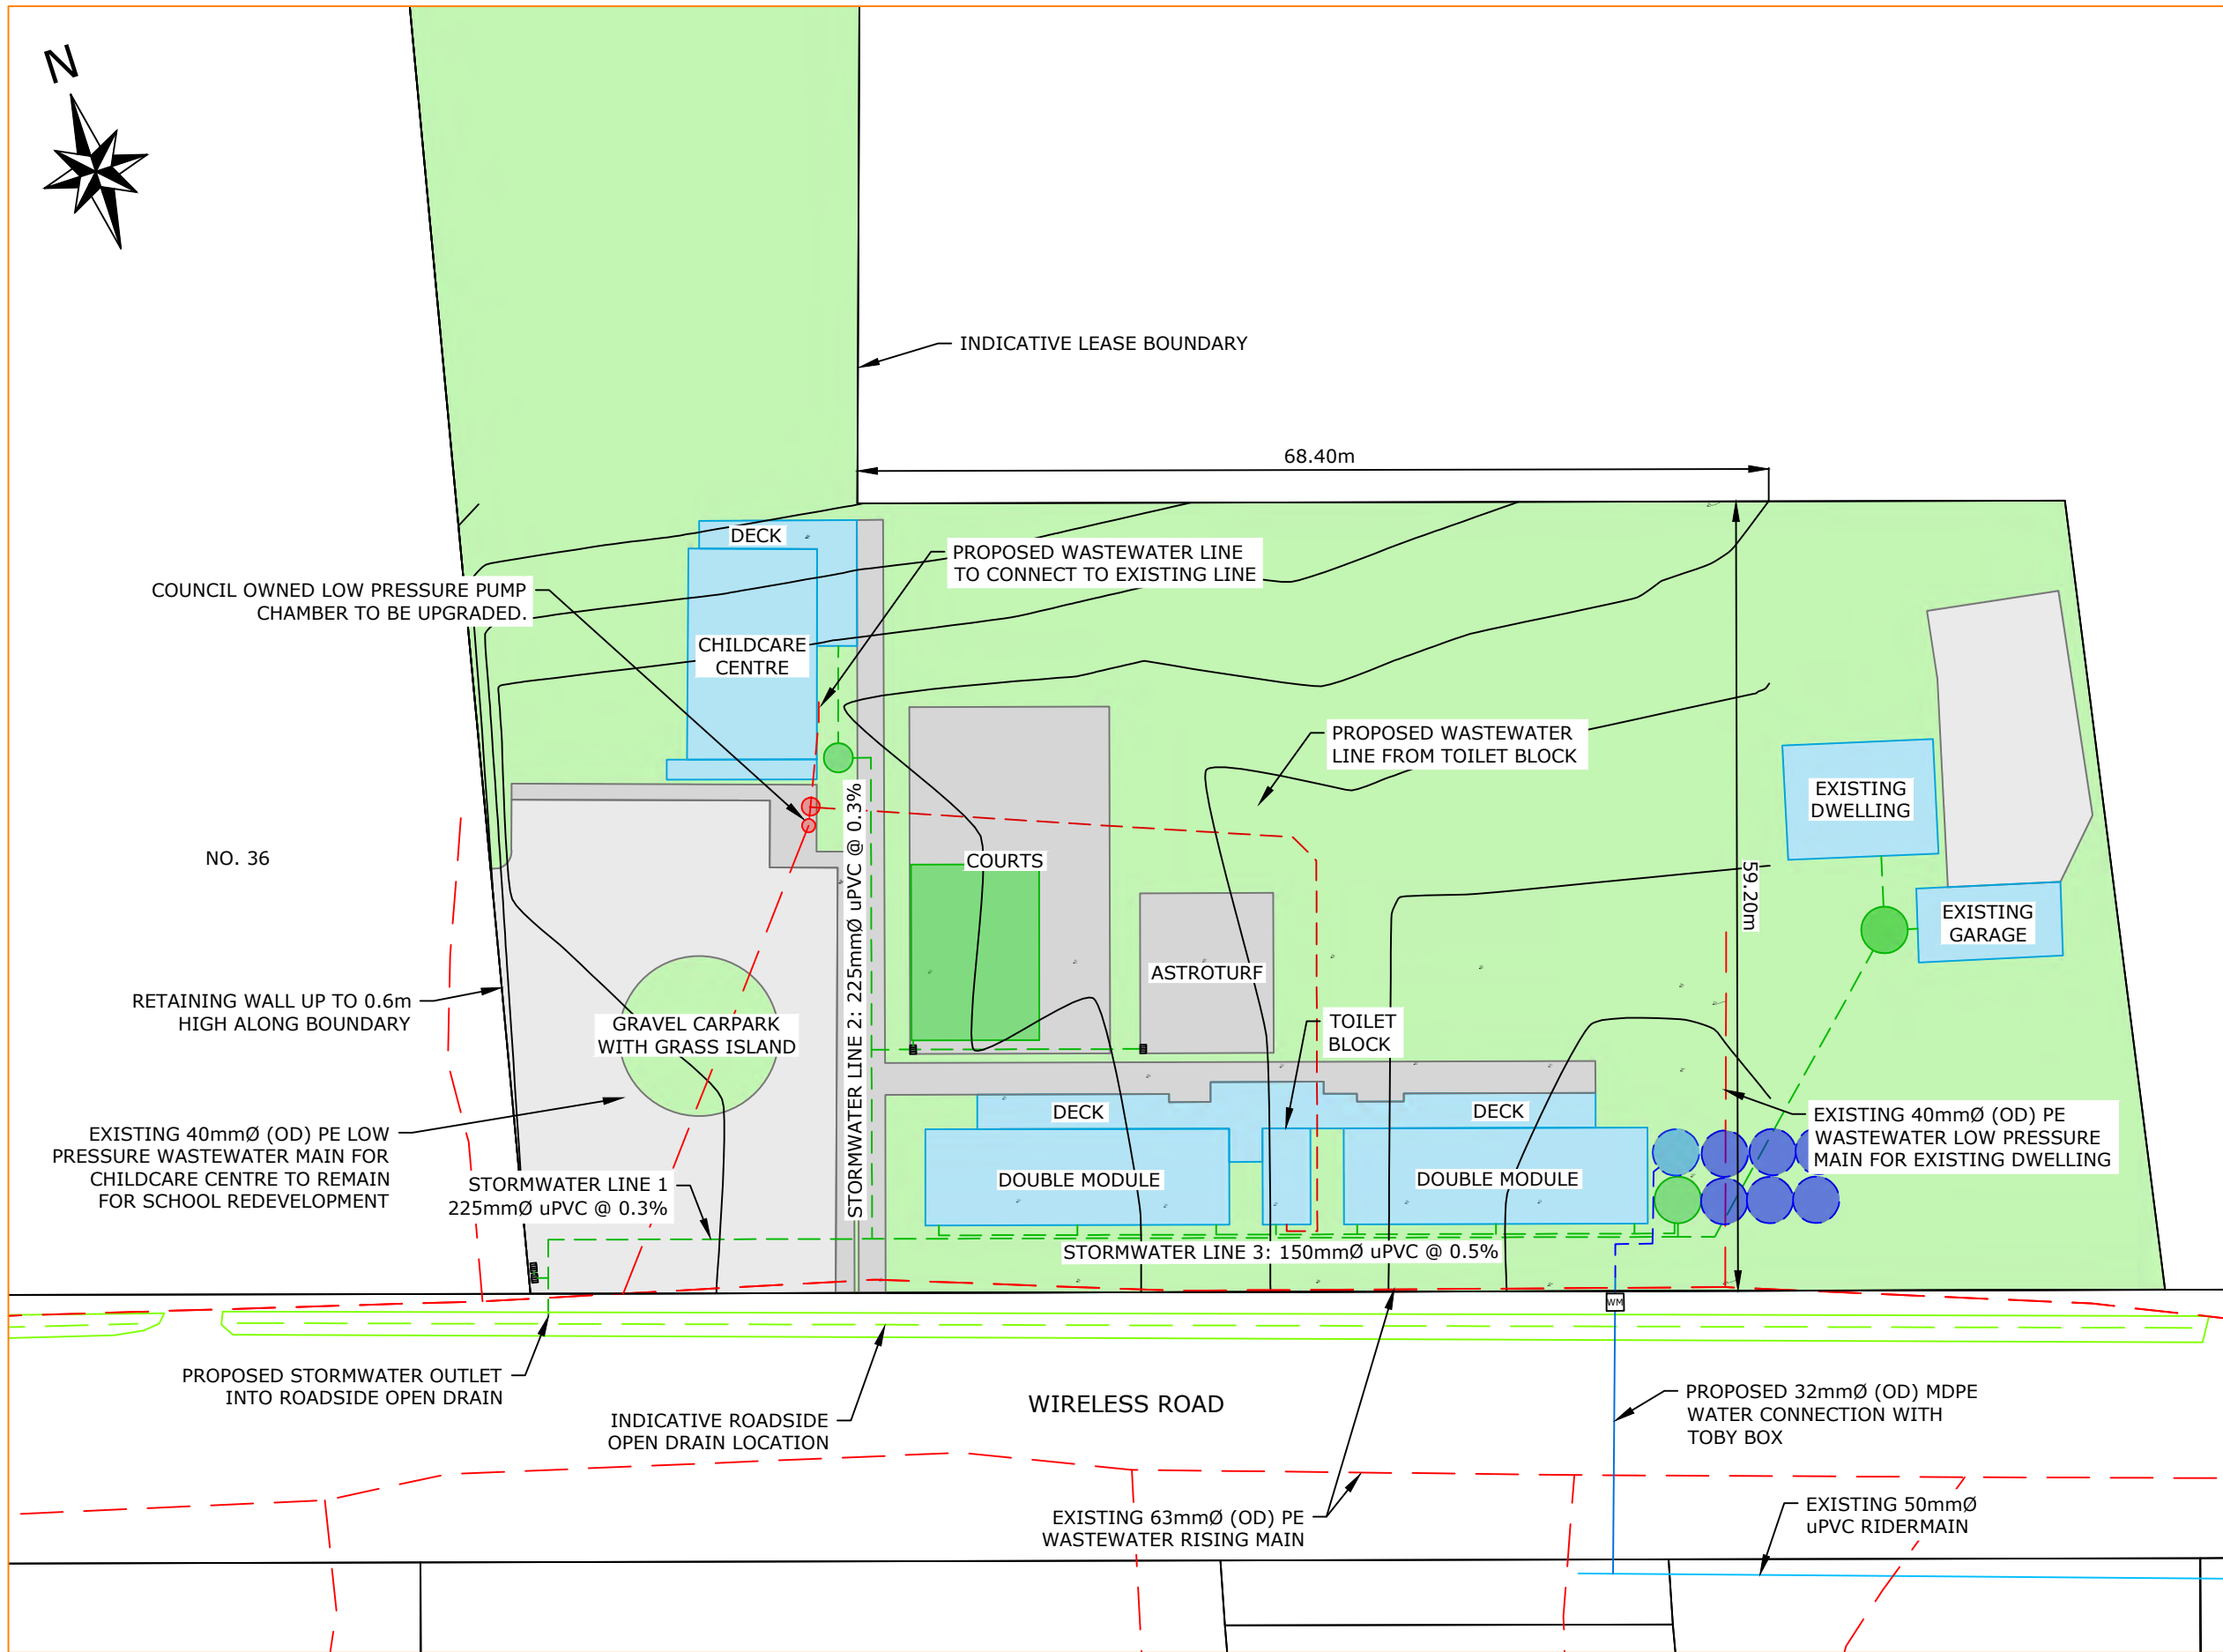 N
INDICATIVE LEASE BOUNDARY
68.40m
DECK
PROPOSED WASTEWATER LINE
TO CONNECT TO EXISTING LINE
COUNCIL OWNED LOW PRESSURE PUMP
CHAMBER TO BE UPGRADED.
CHILDCARE
CENTRE
PROPOSED WASTEWATER
LINE FROM TOILET BLOCK
EXISTING
DWELLING
NO. 36
STORMWATER LINE 2: 225mmØ uPVC @ 0.3%
COURTS
59.20m
EXISTING
GARAGE
ASTROTURF
RETAINING WALL UP TO 0.6m
HIGH ALONG BOUNDARY
GRAVEL CARPARK
WITH GRASS ISLAND
TOILET
BLOCK
DECK
DECK
EXISTING 40mmØ (OD) PE LOW
PRESSURE WASTEWATER MAIN FOR
CHILDCARE CENTRE TO REMAIN
FOR SCHOOL REDEVELOPMENT
EXISTING 40mmØ (OD) PE
WASTEWATER LOW PRESSURE
MAIN FOR EXISTING DWELLING
STORMWATER LINE 1
225mmØ uPVC @ 0.3%
DOUBLE MODULE
DOUBLE MODULE
STORMWATER LINE 3: 150mmØ uPVC @ 0.5%
WM
PROPOSED STORMWATER OUTLET
INTO ROADSIDE OPEN DRAIN
INDICATIVE ROADSIDE
OPEN DRAIN LOCATION
WIRELESS ROAD
PROPOSED 32mmØ (OD) MDPE
WATER CONNECTION WITH
TOBY BOX
EXISTING 63mmØ (OD) PE
WASTEWATER RISING MAIN
EXISTING 50mmØ
uPVC RIDERMAIN